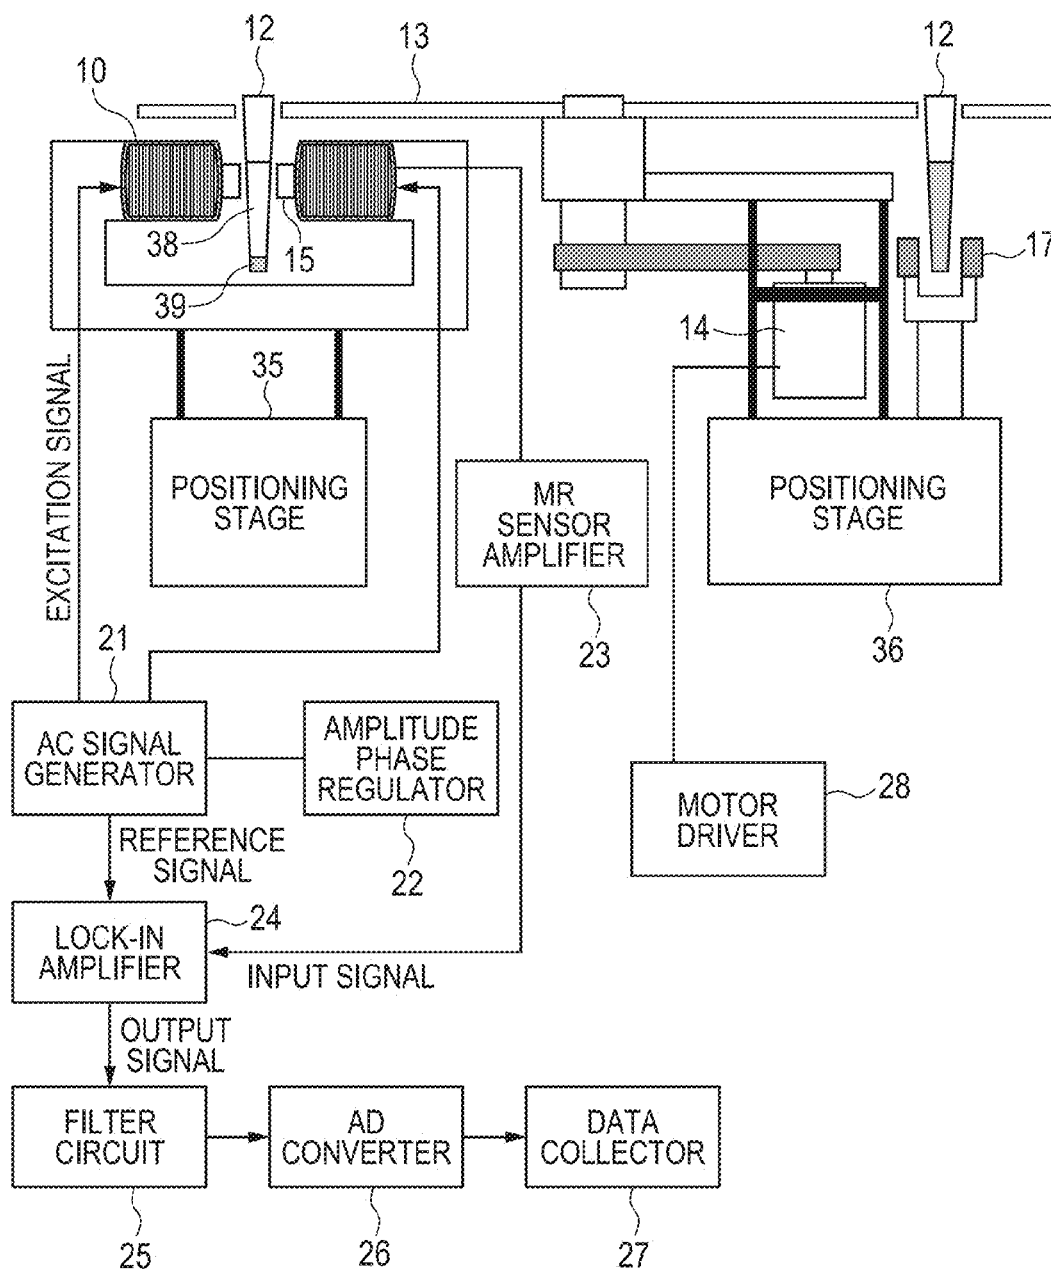 12
13
12
10
38
15
39
17
14
35
EXCITATION SIGNAL
POSITIONING
STAGE
MR
SENSOR
AMPLIFIER
POSITIONING
STAGE
21
23
36
AC SIGNAL
GENERATOR
AMPLITUDE
PHASE
REGULATOR
28
MOTOR
DRIVER
REFERENCE
SIGNAL
22
24
LOCK-IN
AMPLIFIER
INPUT SIGNAL
OUTPUT
SIGNAL
FILTER
CIRCUIT
AD
CONVERTER
DATA
COLLECTOR
25
26
27